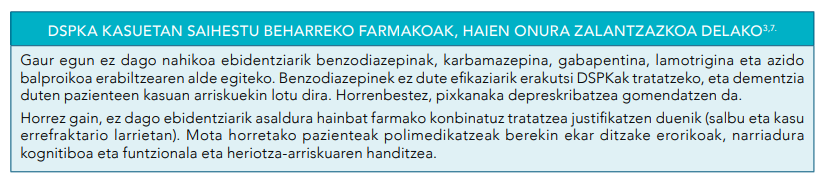 DSPKA KASUETAN SAIHESTU BEHARREKO FARMAKOAK, HAIEN ONURA ZALANTZAZKOA DELAKO3,7.
Gaur egun ez dago nahikoa ebidentziarik benzodiazepinak, karbamazepina, gabapentina, lamotrigina eta azido
balproikoa erabiltzearen alde egiteko. Benzodiazepinek ez dute efikaziarik erakutsi DSPKak tratatzeko, eta dementzia
duten pazienteen kasuan arriskuekin lotu dira. Horrenbestez, pixkanaka depreskribatzea gomendatzen da.
Horrez gain, ez dago ebidentziarik asaldura hainbat farmako konbinatuz tratatzea justifikatzen duenik (salbu eta kasu
errefraktario larrietan). Mota horretako pazienteak polimedikatzeak berekin ekar ditzake erorikoak, narriadura
kognitiboa eta funtzionala eta heriotza-arriskuaren handitzea.